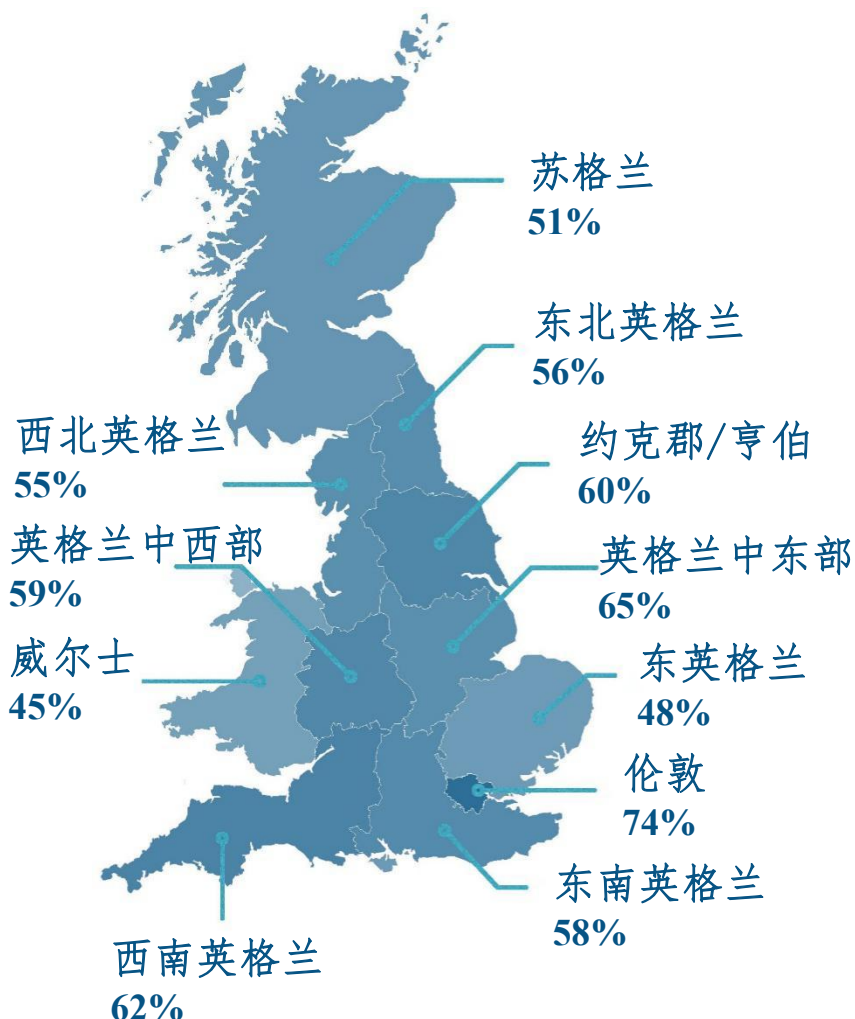 苏格兰
51%
东北英格兰
56%
西北英格兰
55%
约克郡/亨伯
60%
英格兰中西部
59%
英格兰中东部
65%
威尔士
45%
东英格兰
48%
伦敦
74%
东南英格兰
58%
西南英格兰
62%